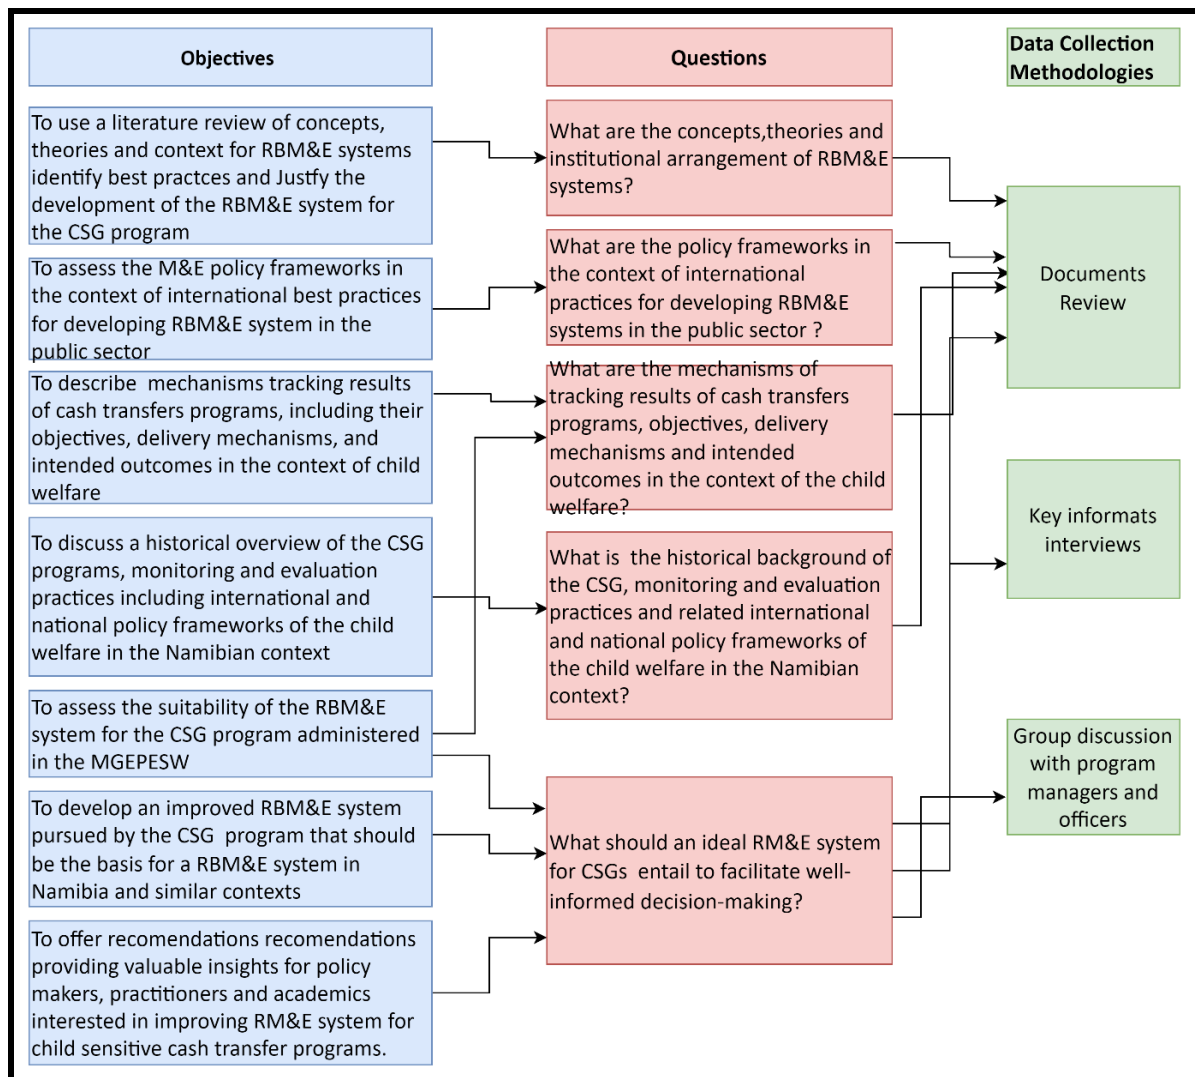 Objectives
Questions
Data Collection
Methodologies
To use a literature review of concepts,
theories and context for RBM&E systems
identify best practces and Justfy the
development of the RBM&E system for
the CSG program
To assess the M&E policy frameworks in
the context of international best practices
for developing RBM&E system in the
public sector
To describe mechanisms tracking results
of cash transfers programs, including their
objectives, delivery mechanisms, and
intended outcomes in the context of child
welfare
To discuss a historical overview of the CSG
programs, monitoring and evaluation
practices including international and
national policy frameworks of the child
welfare in the Namibian context
To assess the suitability of the RBM&E
system for the CSG program administered
in the MGEPESW
To develop an improved RBM&E system
pursued by the CSG program that should
be the basis for a RBM&E system in
Namibia and similar contexts
To offer recomendations recomendations
providing valuable insights for policy
makers, practitioners and academics
interested in improving RM&E system for
child sensitive cash transfer programs.
What are the concepts,theories and
institutional arrangement of RBM&E
systems?
What are the policy frameworks in
the context of international
practices for developing RBM&E
systems in the public sector ?
What are the mechanisms of
tracking results of cash transfers
programs, objectives, delivery
mechanisms and intended
outcomes in the context of the child
welfare?
What is the historical background of
the CSG, monitoring and evaluation
practices and related international
and national policy frameworks of
the child welfare in the Namibian
context?
What should an ideal RM&E system
for CSGs entail to facilitate well-
informed decision-making?
Documents
Review
Key informats
interviews
Group discussion
with program
managers and
officers